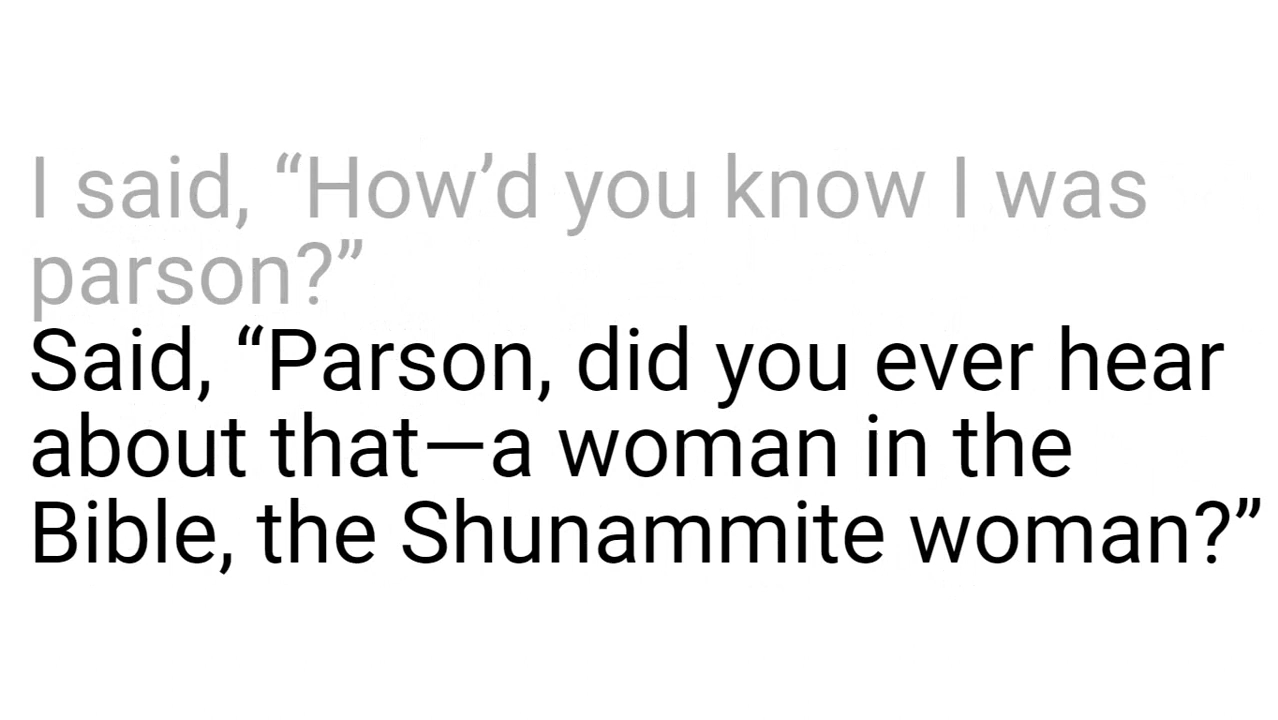 I said, “How’d you know I was
parson?”
Said, “Parson, did you ever hear
about that—a woman in the
Bible, the Shunammite woman?”